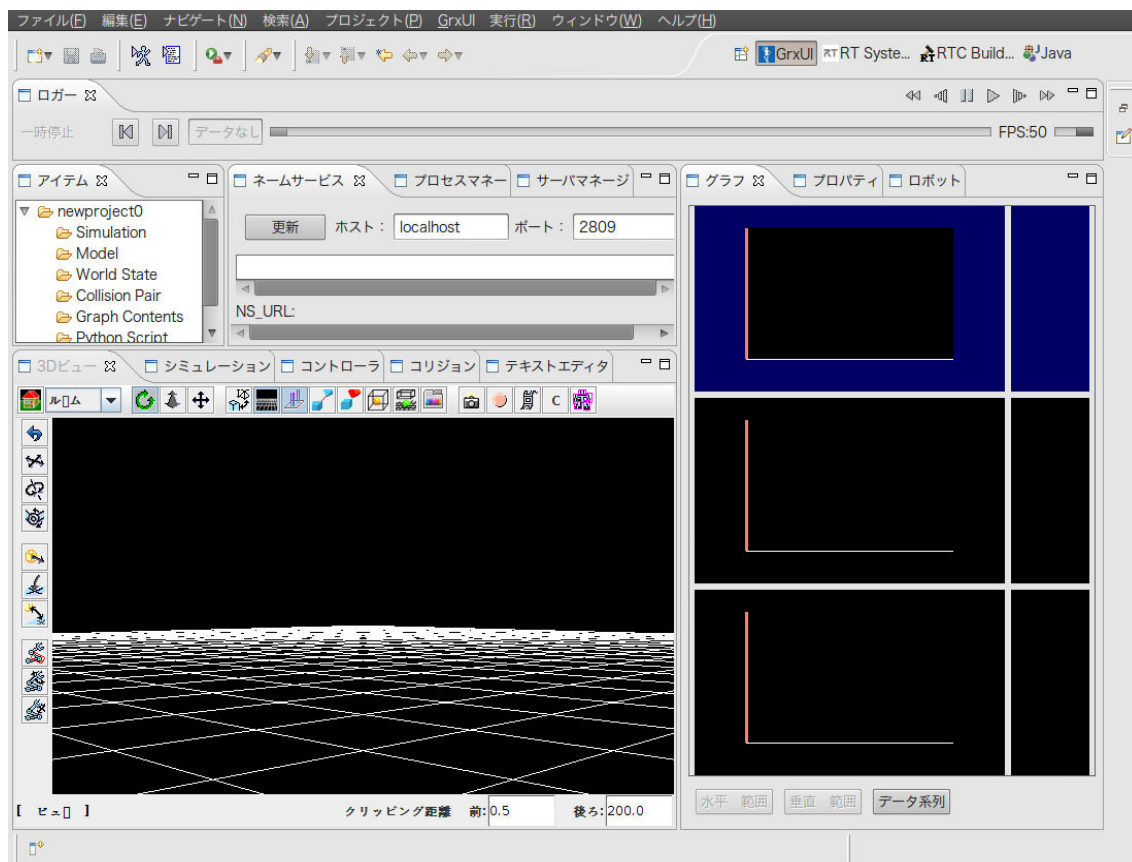 ファイル(F) 編集(E) ナビゲート(N) 検索(A) プロジェクト(P) GrxUI 実行(R) ウィンドウ(W) ヘルプ(H)
GrxUI RT Syste... RTC Build... Java
ロガー
一時停止 データなし FPS:50
アイテム
newproject0
Simulation
Model
World State
Collision Pair
Graph Contents
Python Script
ネームサービス プロセスマネー サーバマネージ
更新 ホスト: localhost ポート: 2809
NS_URL:
グラフ プロパティ ロボット
3Dビュー シミュレーション コントローラ コリジョン テキストエディタ
ル▯ム
C
[ ビュ▯ ] クリッピング距離 前:0.5 後ろ:200.0
水平 範囲 垂直 範囲 データ系列